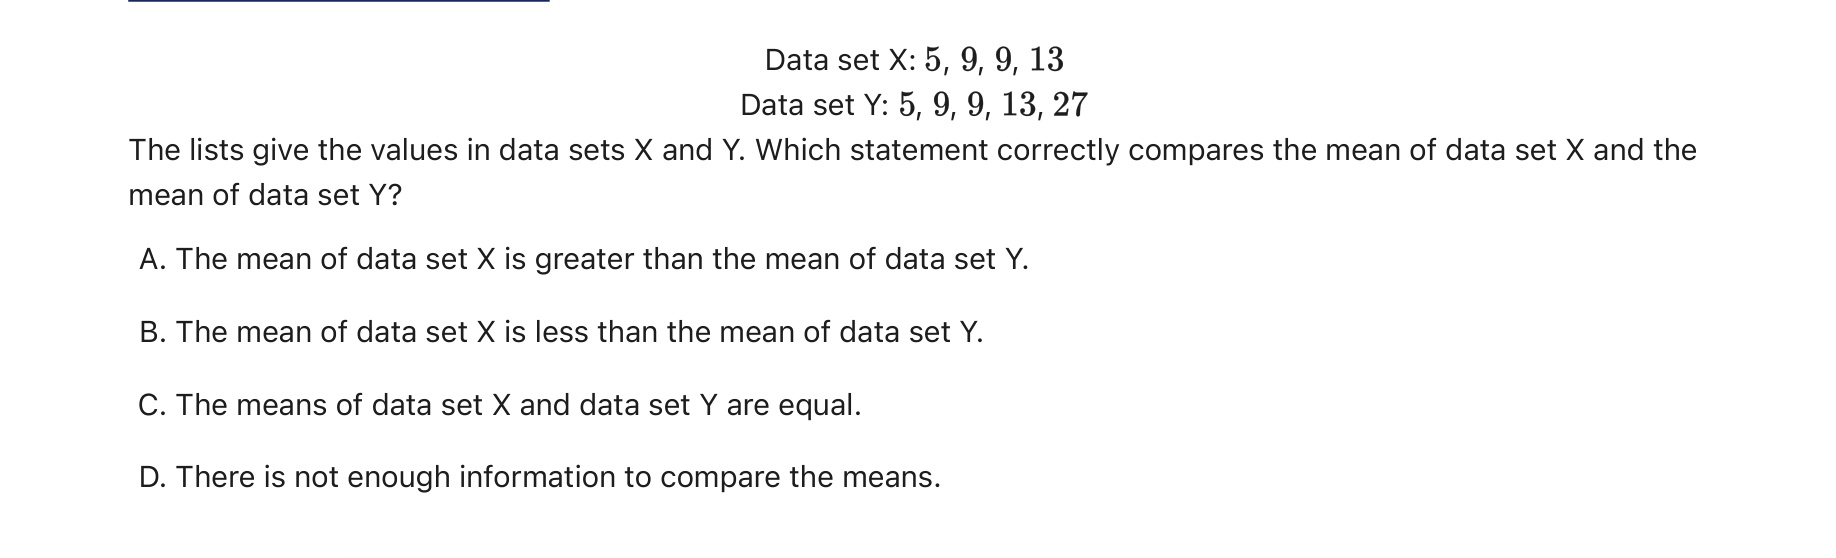 Data set X: 5, 9, 9, 13
Data set Y: 5, 9, 9, 13, 27
The lists give the values in data sets X and Y. Which statement correctly compares the mean of data set X and the
mean of data set Y?
A. The mean of data set X is greater than the mean of data set Y.
B. The mean of data set X is less than the mean of data set Y.
C. The means of data set X and data set Y are equal.
D. There is not enough information to compare the means.